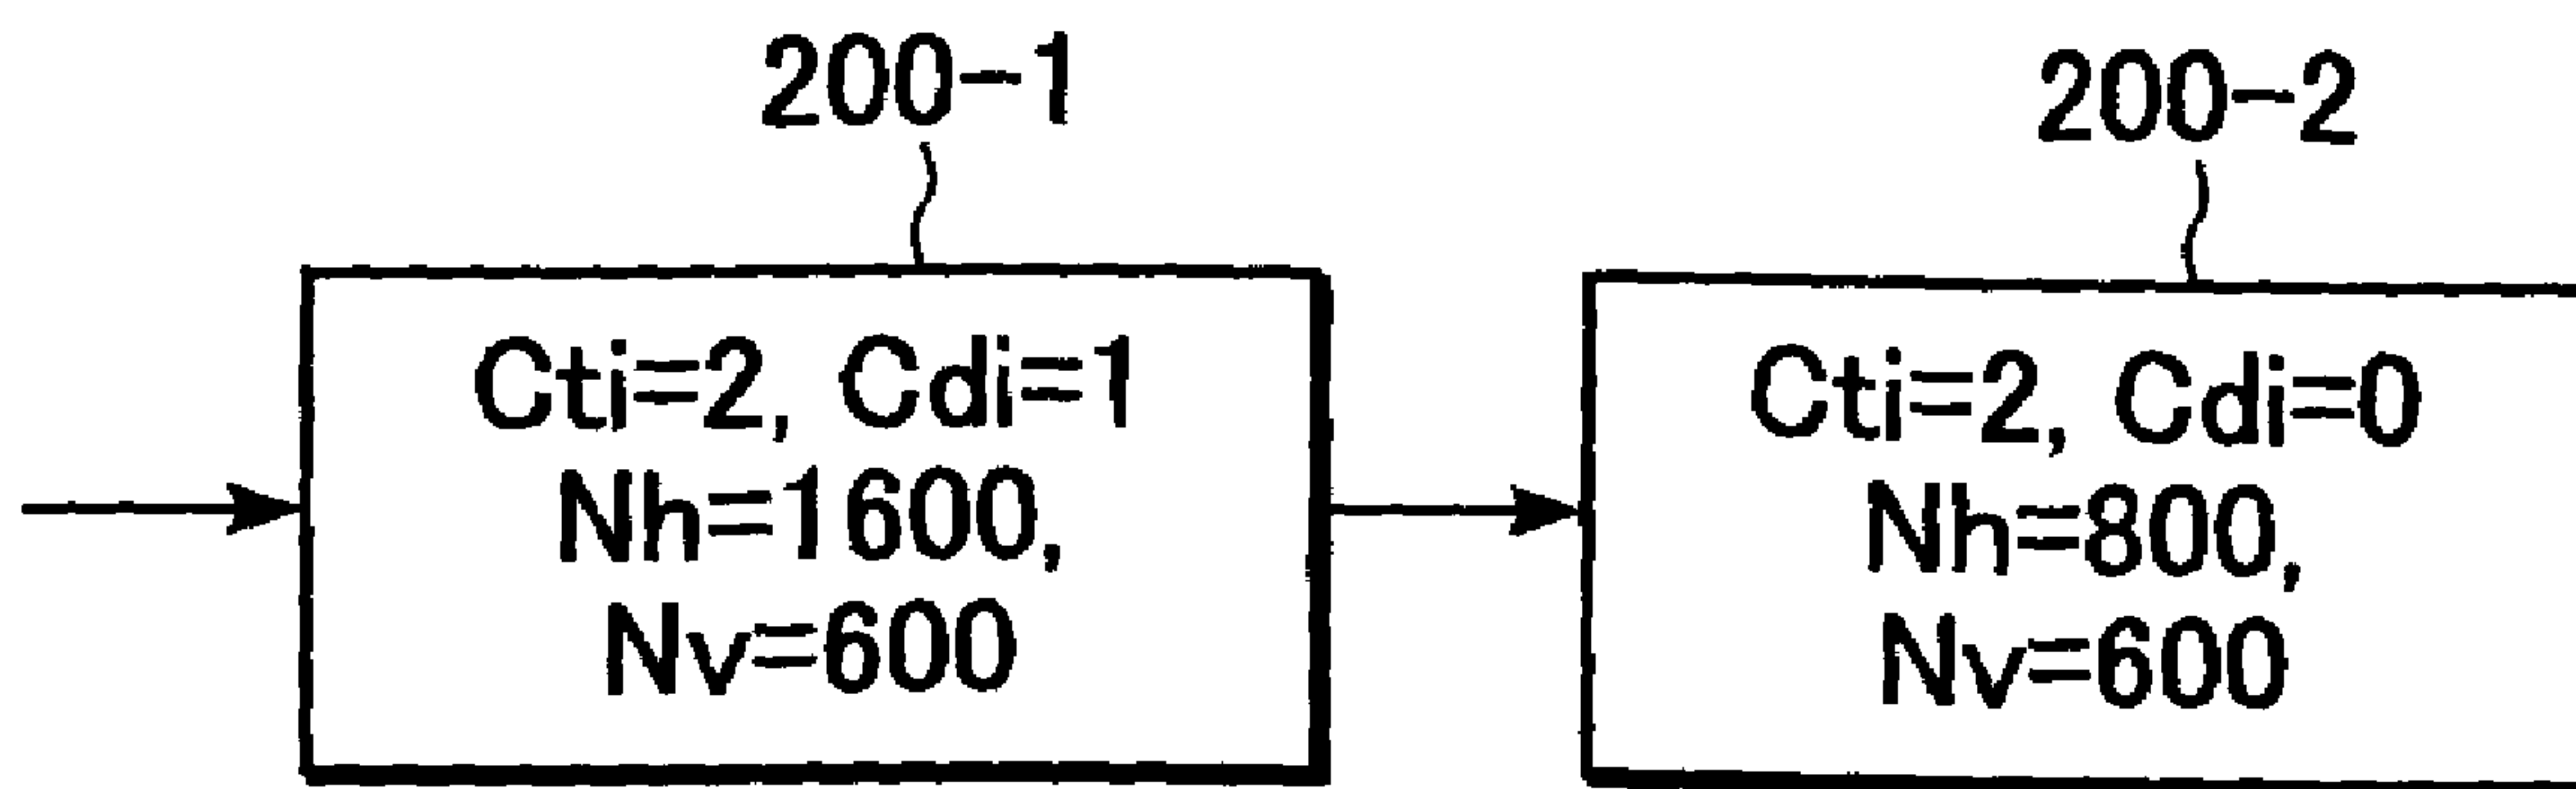 200-1
Cti=2, Cdi=1
Nh=1600,
Nv=600
200-2
Cti=2, Cdi=0
Nh=800,
Nv=600